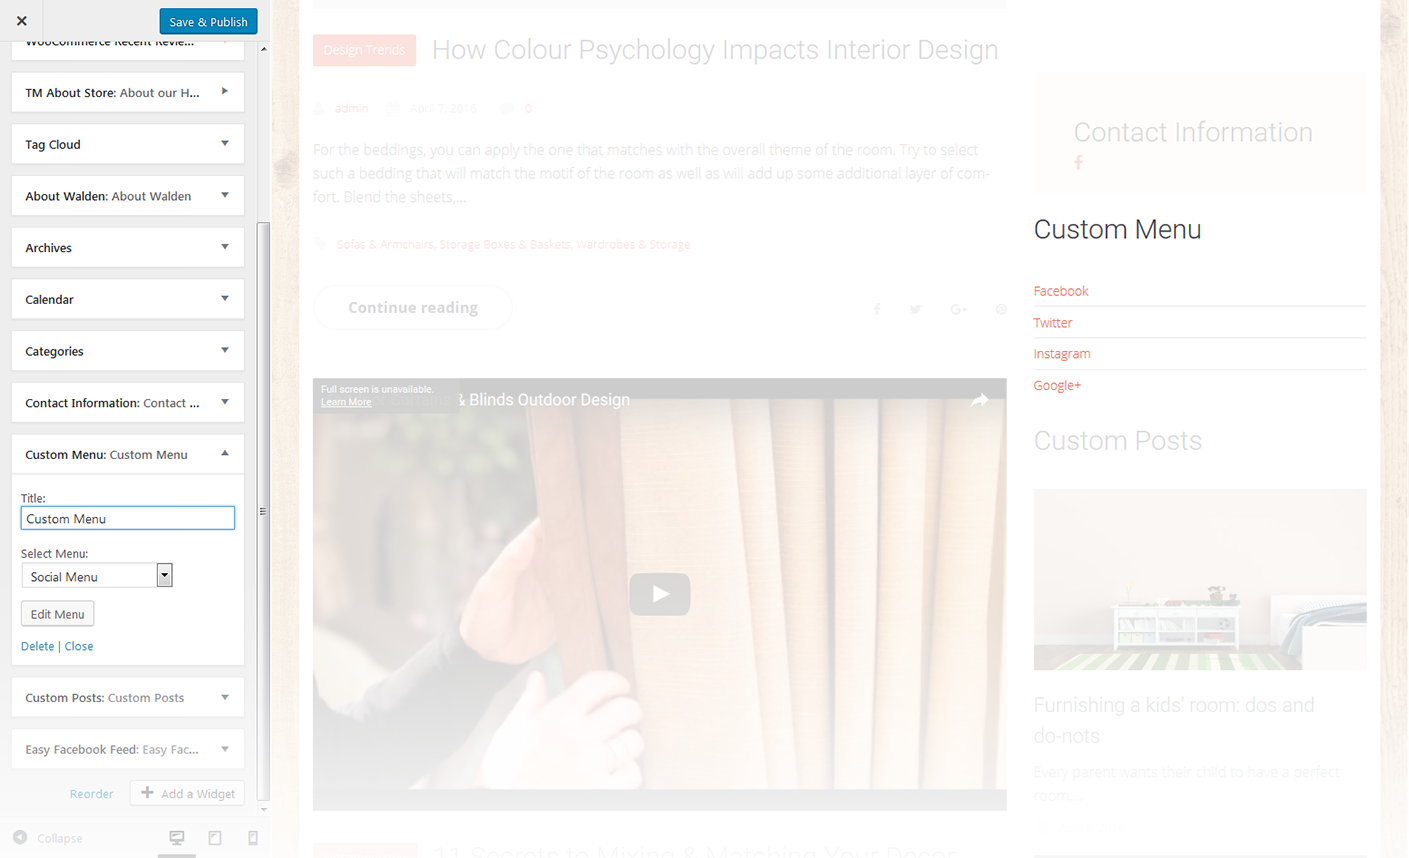 Save & Publish
WooCommerce Recent Revie...
TM About Store: About our H...
Tag Cloud
About Walden: About Walden
Archives
Calendar
Categories
Contact Information: Contact ...
Custom Menu: Custom Menu
Title:
Custom Menu
Select Menu:
Social Menu
Edit Menu
Delete | Close
Custom Posts: Custom Posts
Easy Facebook Feed: Easy Fac...
Reorder
Add a Widget
Collapse
Design Trends
How Colour Psychology Impacts Interior Design
admin
April 7, 2016
0
For the beddings, you can apply the one that matches with the overall theme of the room. Try to select
such a bedding that will match the motif of the room as well as will add up some additional layer of com-
fort. Blend the sheets,...
Sofas & Armchairs, Storage Boxes & Baskets, Wardrobes & Storage
Continue reading
Full screen is unavailable.
Learn More
& Blinds Outdoor Design
11 Secrets to Mixing & Matching Your Decor
Contact Information
Custom Menu
Facebook
Twitter
Instagram
Google+
Custom Posts
Furnishing a kids' room: dos and
do-nots
Every parent wants their child to have a perfect
room...